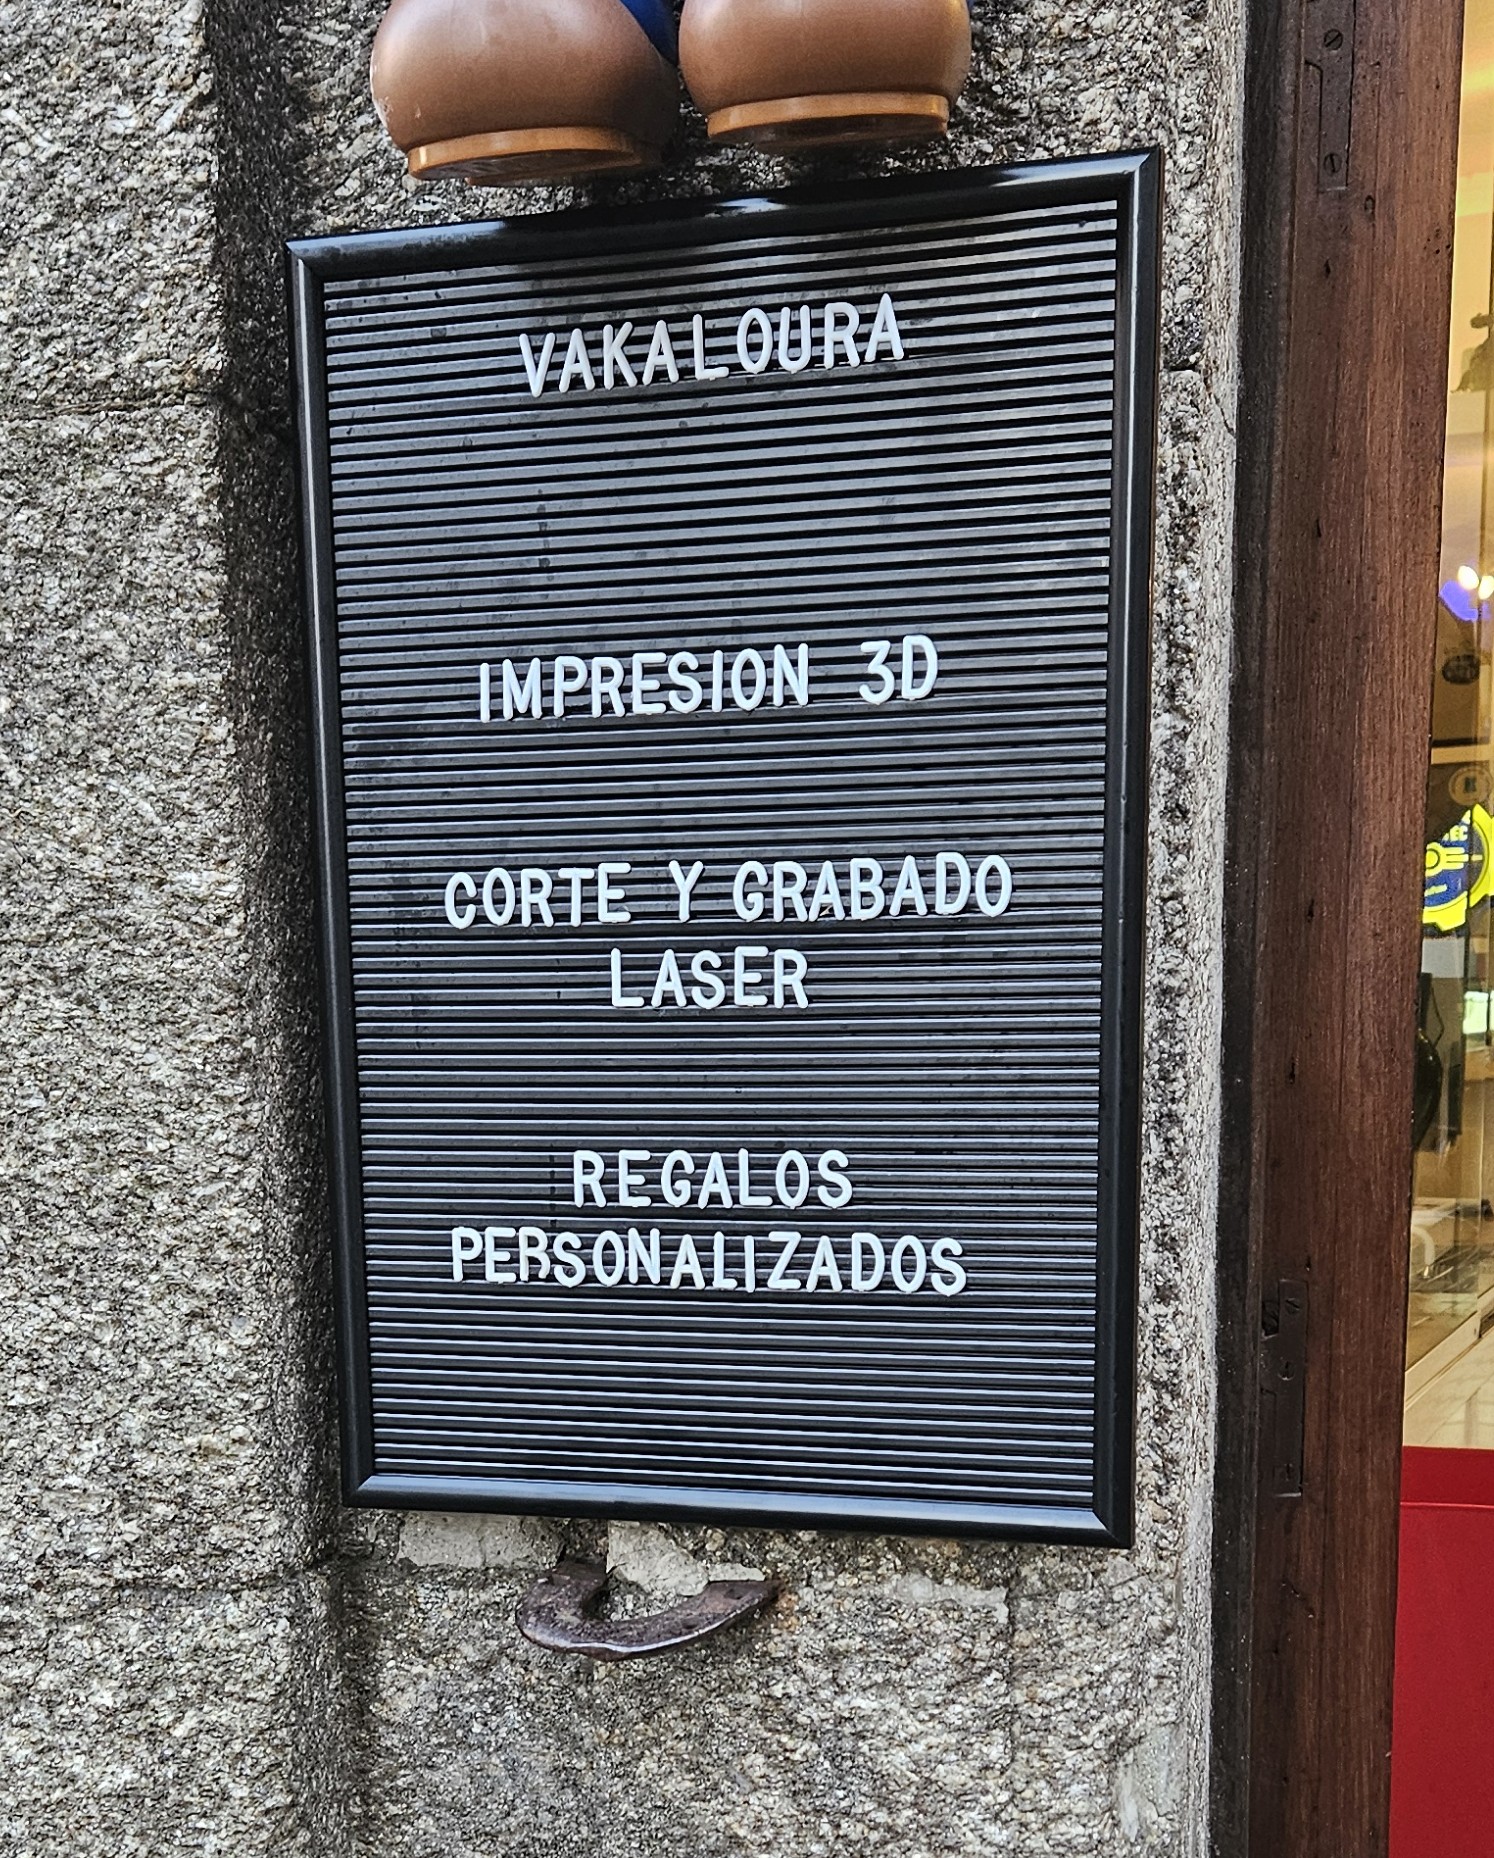 VAKALOURA
IMPRESION 3D
CORTE Y GRABADO
LASER
REGALOS
PERSONALIZADOS